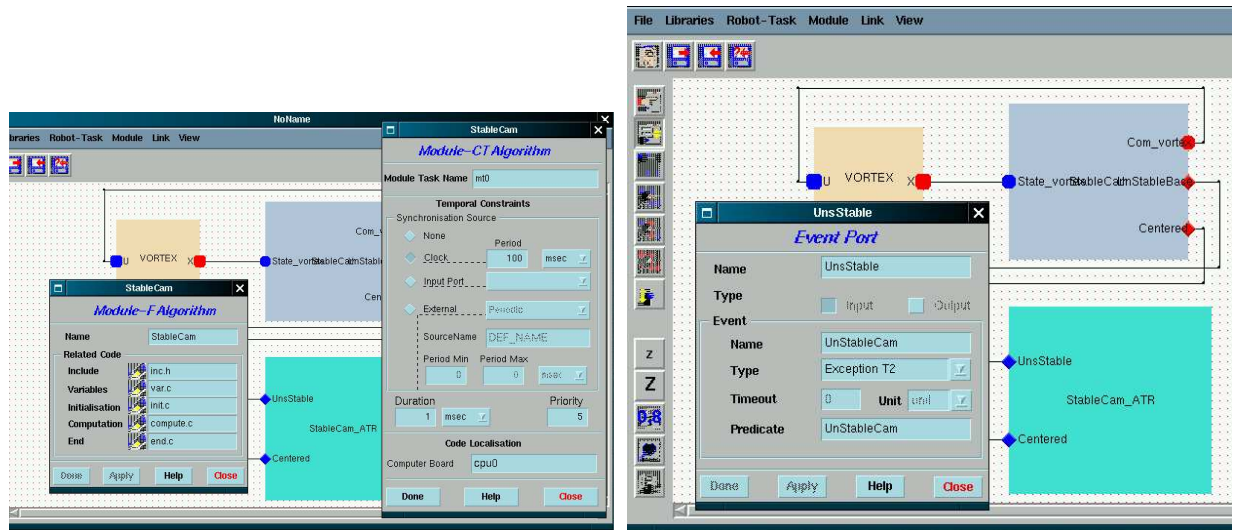 NoName
braries Robot-Task Module Link View
Com_v
VORTEX
U
X
State_vor
Cen
UnsStable
StableCam_ATR
Centered
StableCam
Module-F Algorithm
Name StableCam
Related Code
Include inc.h
Variables var.c
Initialisation init.c
Computation compute.c
End end.c
Done Apply Help Close
StableCam
Module-CT Algorithm
Module Task Name mt0
Temporal Constraints
Synchronisation Source
None
Period
Clock 100 msec
Input Port
External Periodic
SourceName DEF_NAME
Period Min Period Max
0 0 msec
Duration Priority
1 msec 5
Code Localisation
Computer Board cpu0
Done Help Close
File Libraries Robot-Task Module Link View
Com_vortex
U VORTEX X
StableCam
UnStableBase
Centered
UnsStable
Event Port
Name UnsStable
Type Input Output
Event
Name UnStableCam
Type Exception T2
Timeout 0 Unit unit
Predicate UnStableCam
Done Apply Help Close
UnsStable
StableCam_ATR
Centered
z
Z